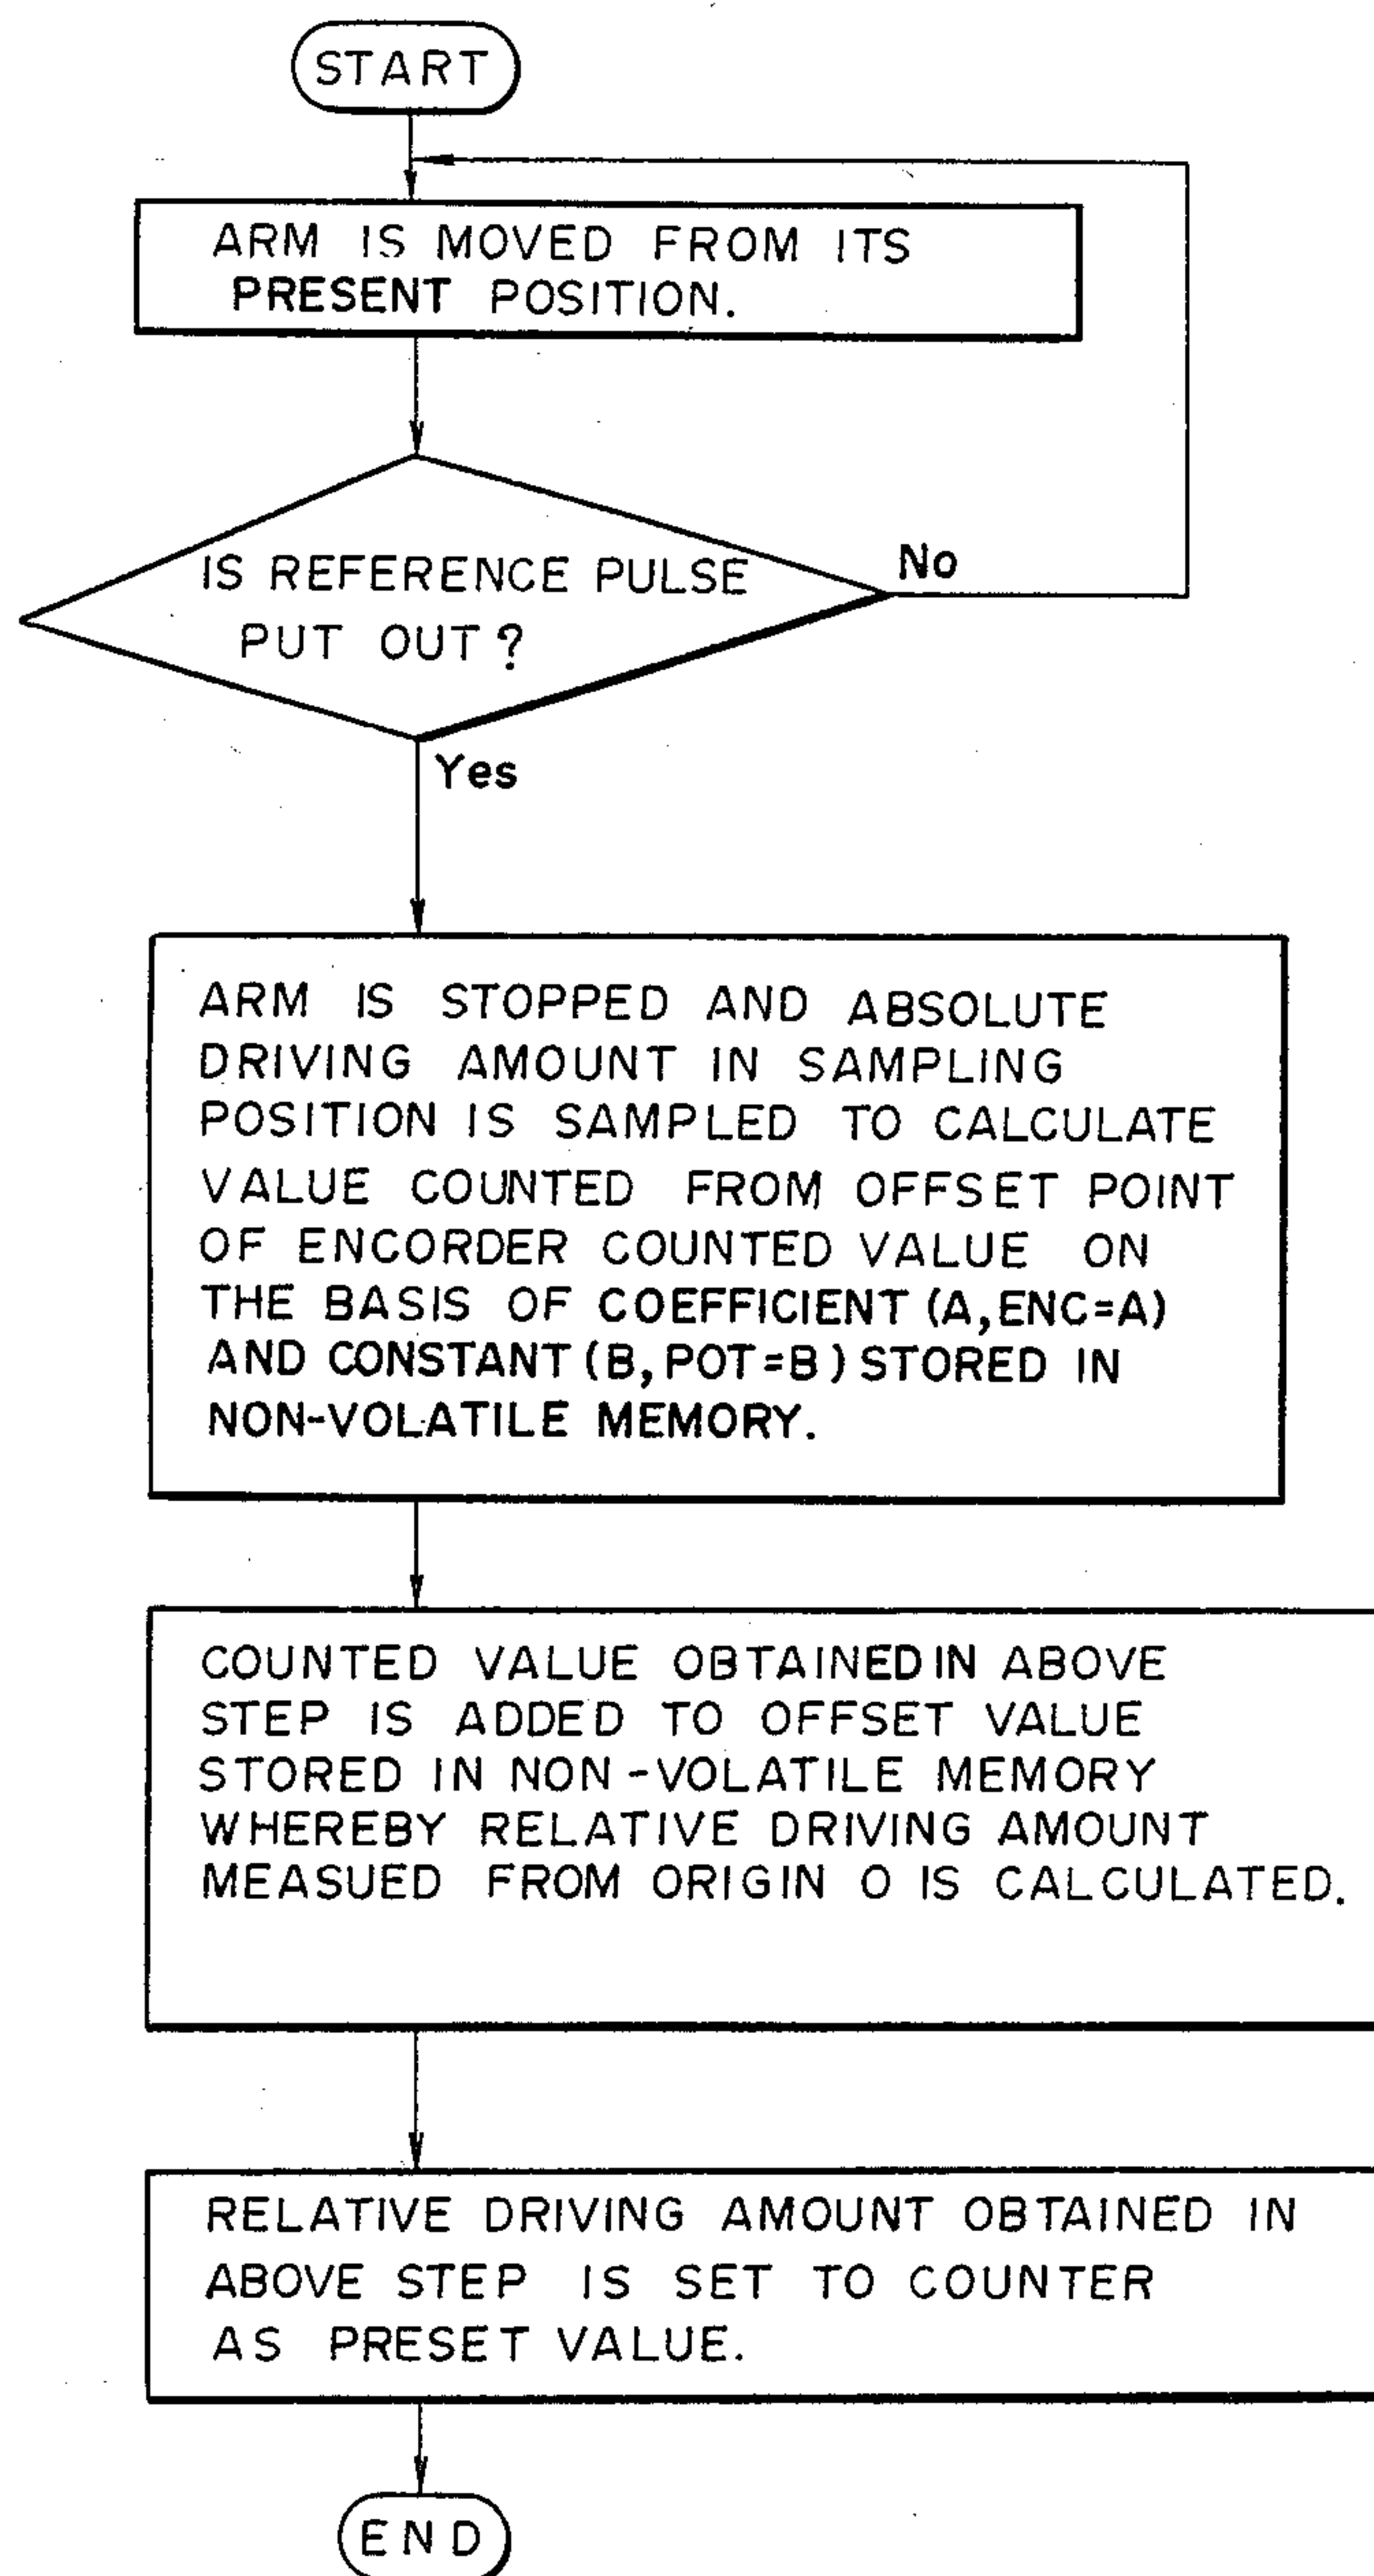 START
ARM IS MOVED FROM ITS
PRESENT POSITION.
IS REFERENCE PULSE
PUT OUT?
No
Yes
ARM IS STOPPED AND ABSOLUTE
DRIVING AMOUNT IN SAMPLING
POSITION IS SAMPLED TO CALCULATE
VALUE COUNTED FROM OFFSET POINT
OF ENCORDER COUNTED VALUE ON
THE BASIS OF COEFFICIENT (A,ENC=A)
AND CONSTANT (B,POT=B) STORED IN
NON-VOLATILE MEMORY.
COUNTED VALUE OBTAINED IN ABOVE
STEP IS ADDED TO OFFSET VALUE
STORED IN NON-VOLATILE MEMORY
WHEREBY RELATIVE DRIVING AMOUNT
MEASUED FROM ORIGIN O IS CALCULATED.
RELATIVE DRIVING AMOUNT OBTAINED IN
ABOVE STEP IS SET TO COUNTER
AS PRESET VALUE.
END